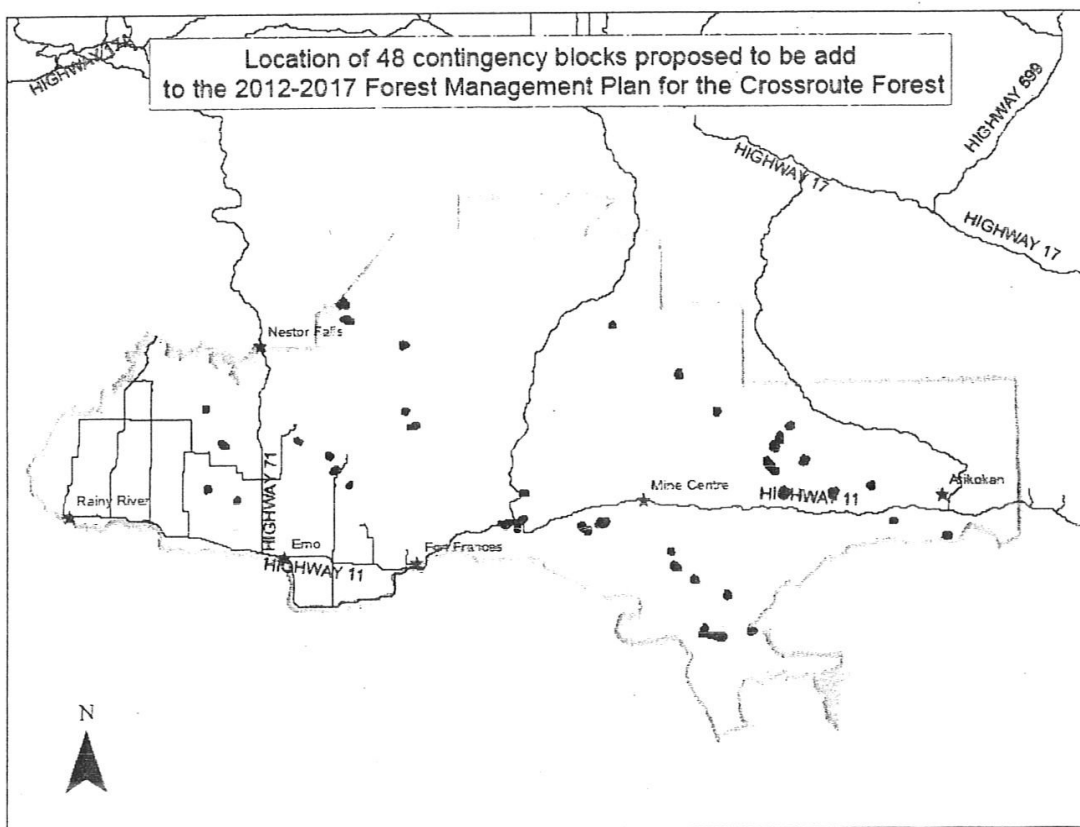 Location of 48 contingency blocks proposed to be add
to the 2012-2017 Forest Management Plan for the Crossroute Forest
HIGHWAY 17A
HIGHWAY 599
HIGHWAY 17
HIGHWAY 17
Nestor Falls
HIGHWAY 71
Rainy River
Mine Centre
HIGHWAY 11
Atikokan
Emo
Fort Frances
HIGHWAY 11
N